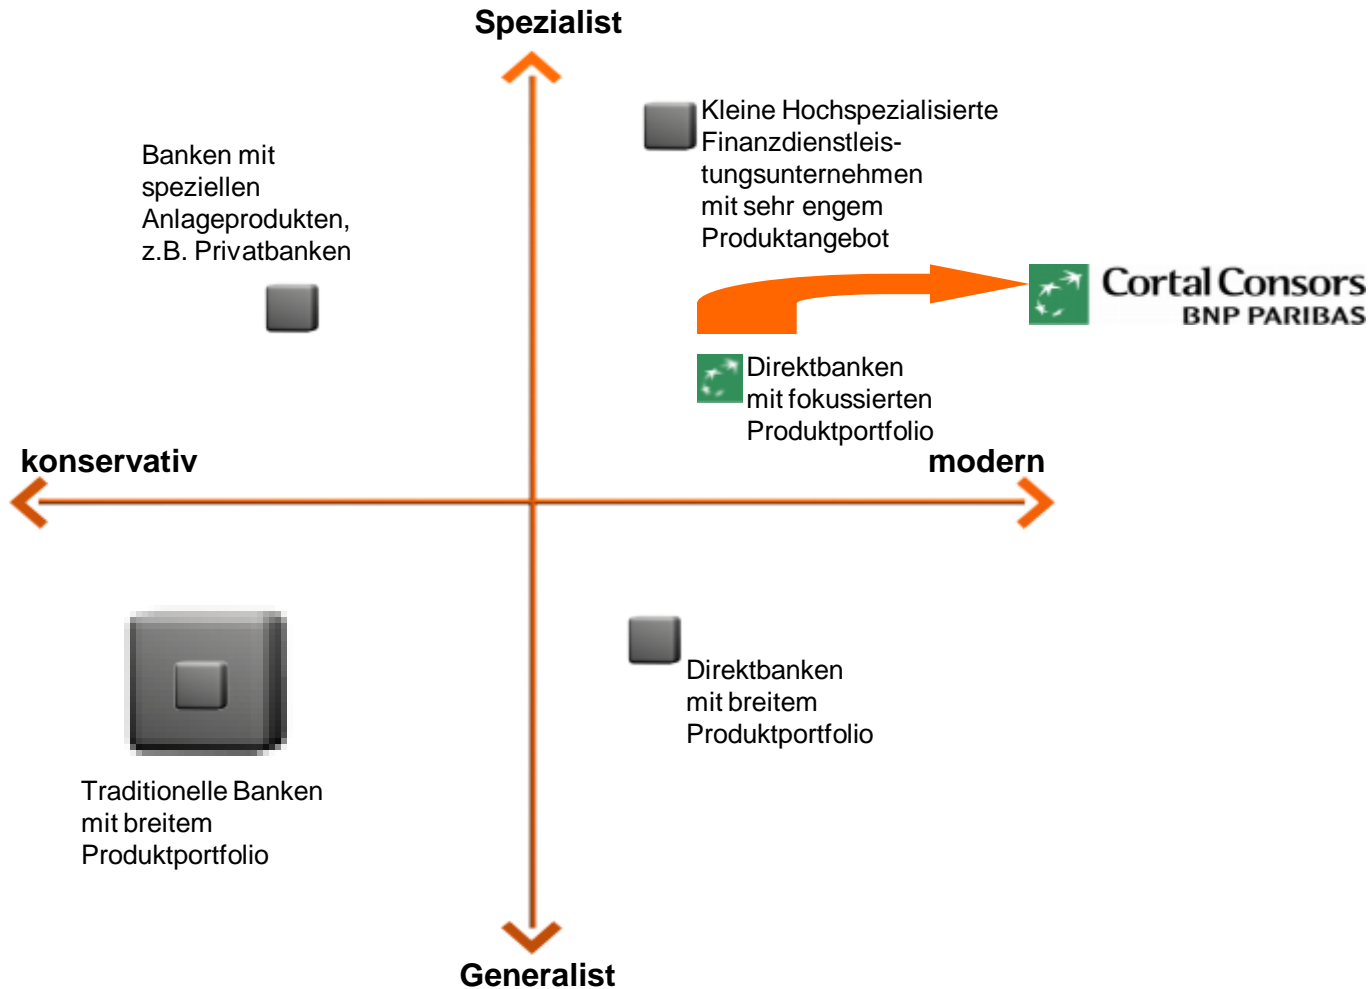 Spezialist
Banken mit
speziellen
Anlageprodukten,
z.B. Privatbanken
Kleine Hochspezialisierte
Finanzdienstleis-
tungsunternehmen
mit sehr engem
Produktangebot
Cortal Consors
BNP PARIBAS
Direktbanken
mit fokussierten
Produktportfolio
konservativ
modern
Direktbanken
mit breitem
Produktportfolio
Traditionelle Banken
mit breitem
Produktportfolio
Generalist